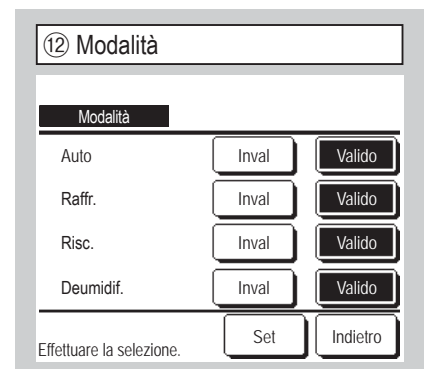 ⑫ Modalità
Modalità
Auto Inval Valido
Raffr. Inval Valido
Risc. Inval Valido
Deumidif. Inval Valido
Effettuare la selezione. Set Indietro